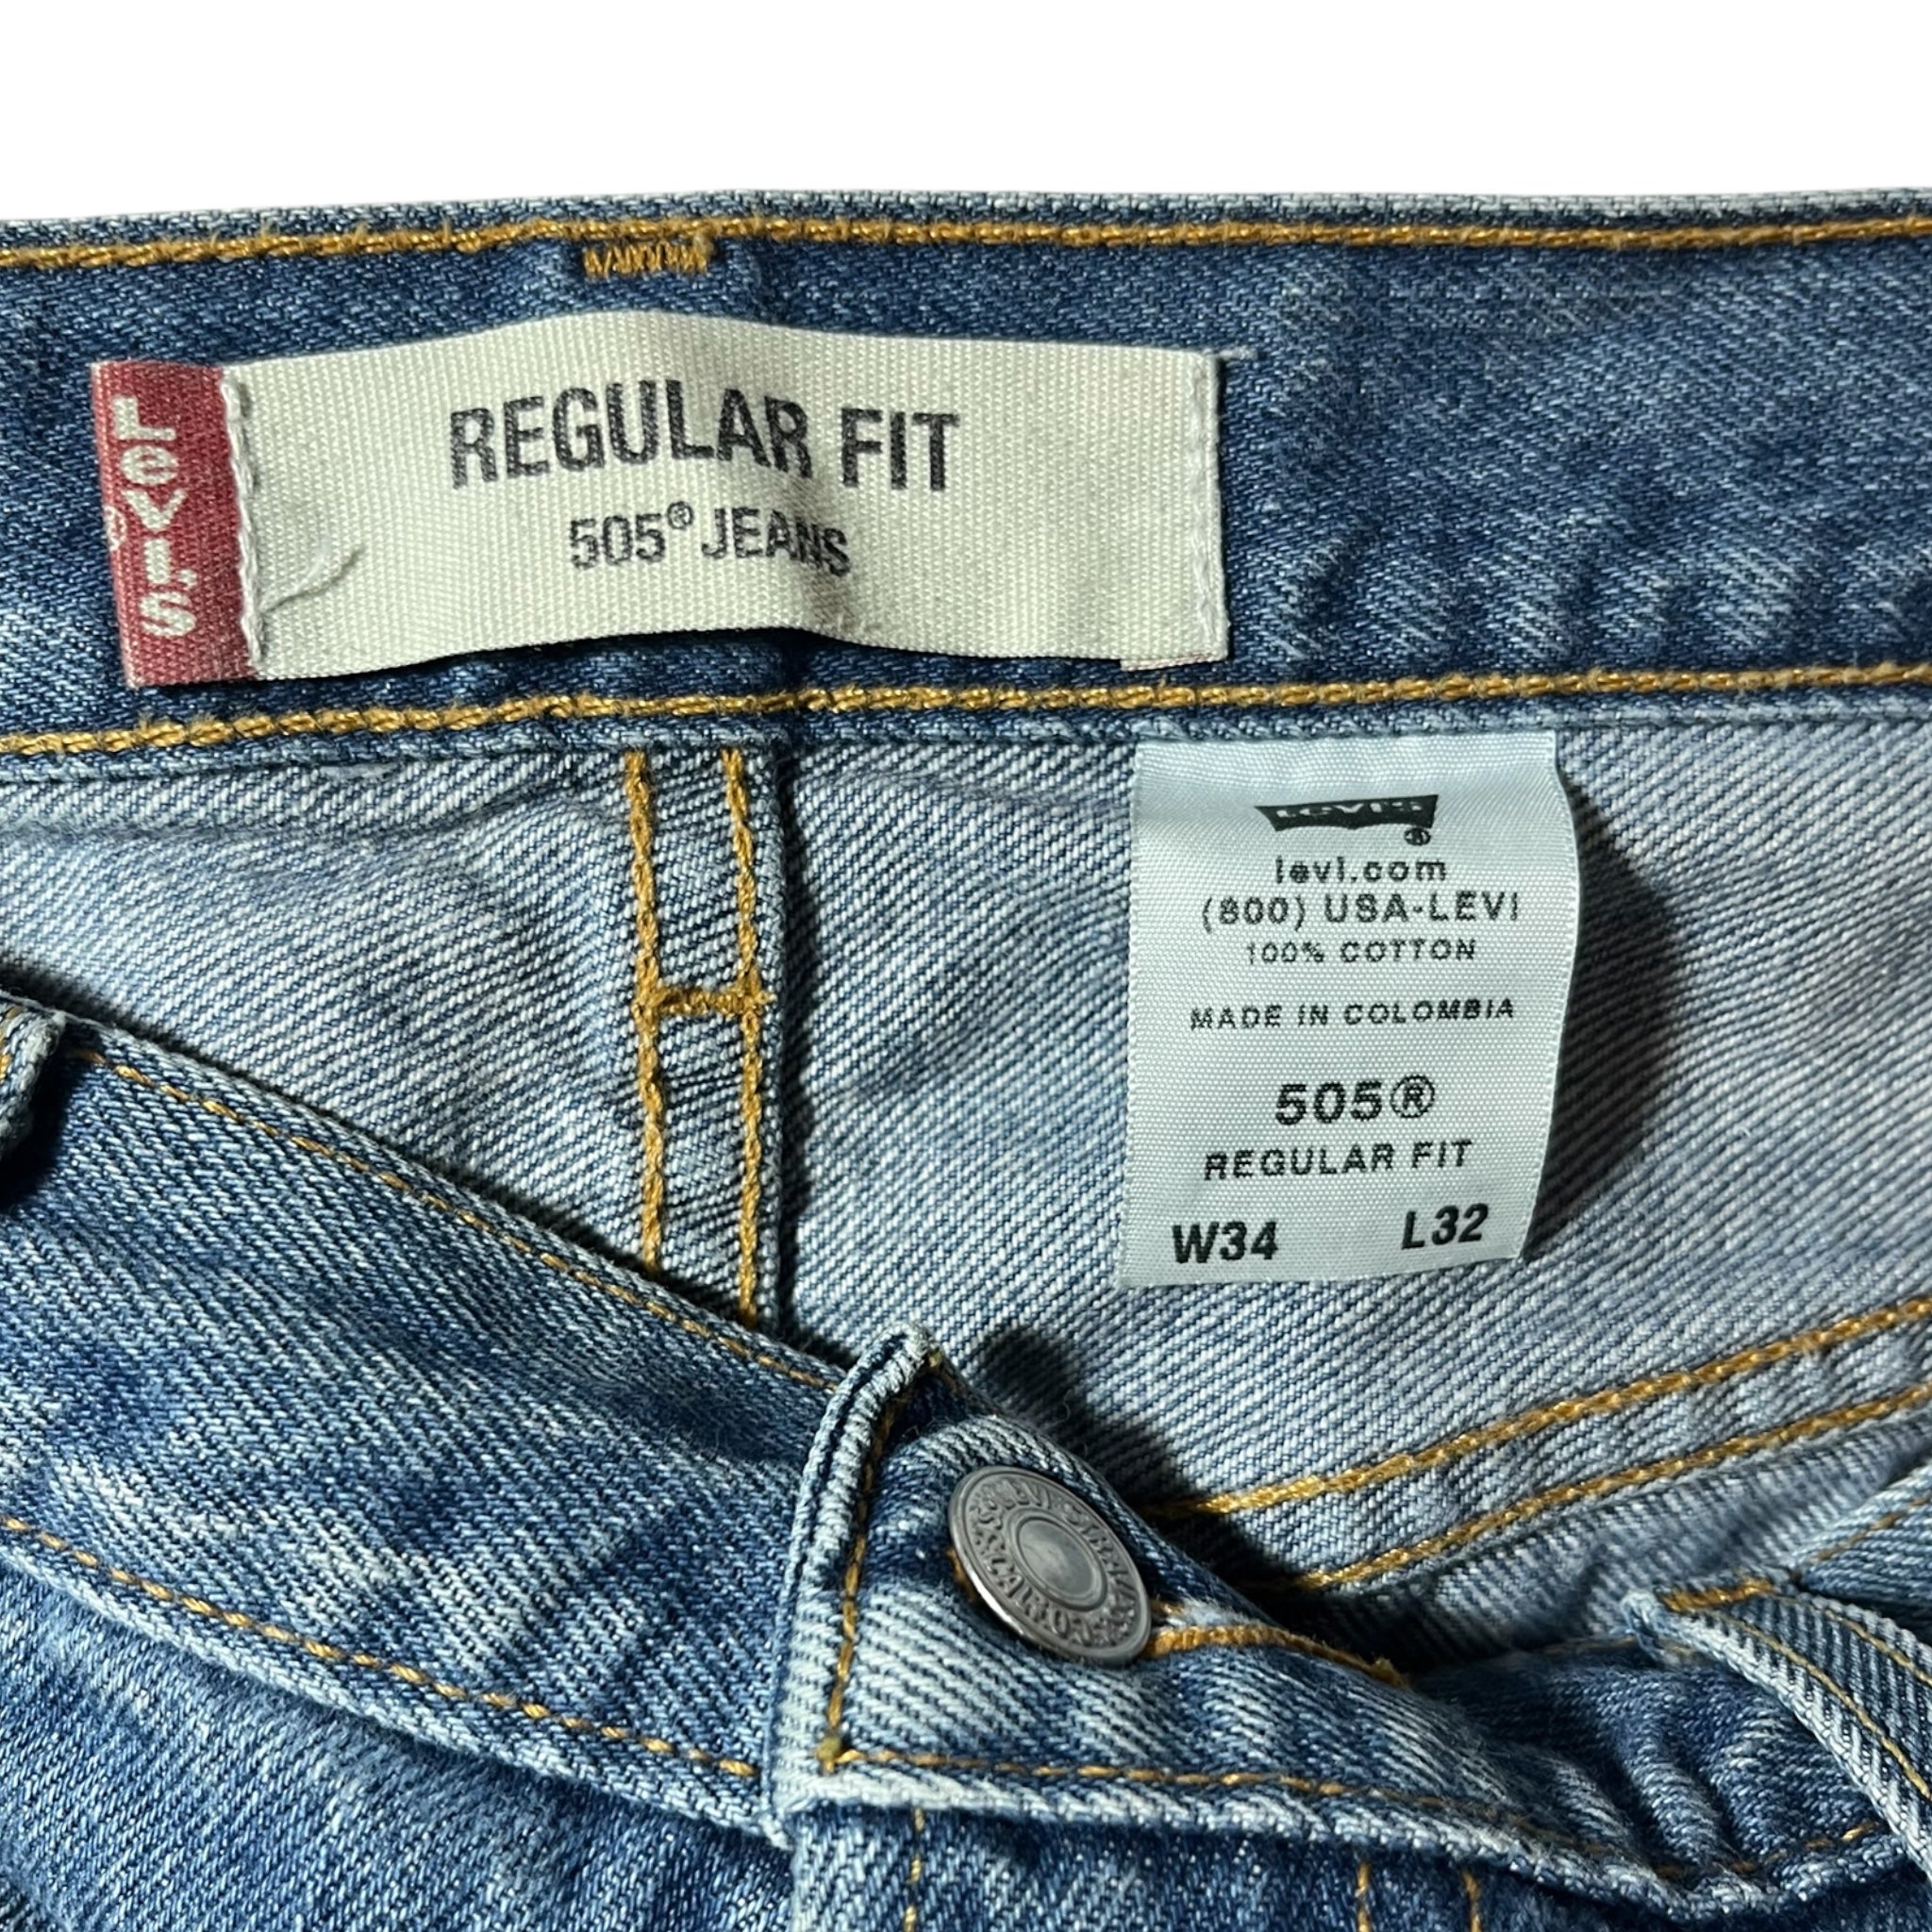 LEVI'S
®
REGULAR FIT
505® JEANS
LEVI'S
®
levi.com
(800) USA-LEVI
100% COTTON
MADE IN COLOMBIA
505®
REGULAR FIT
W34 L32